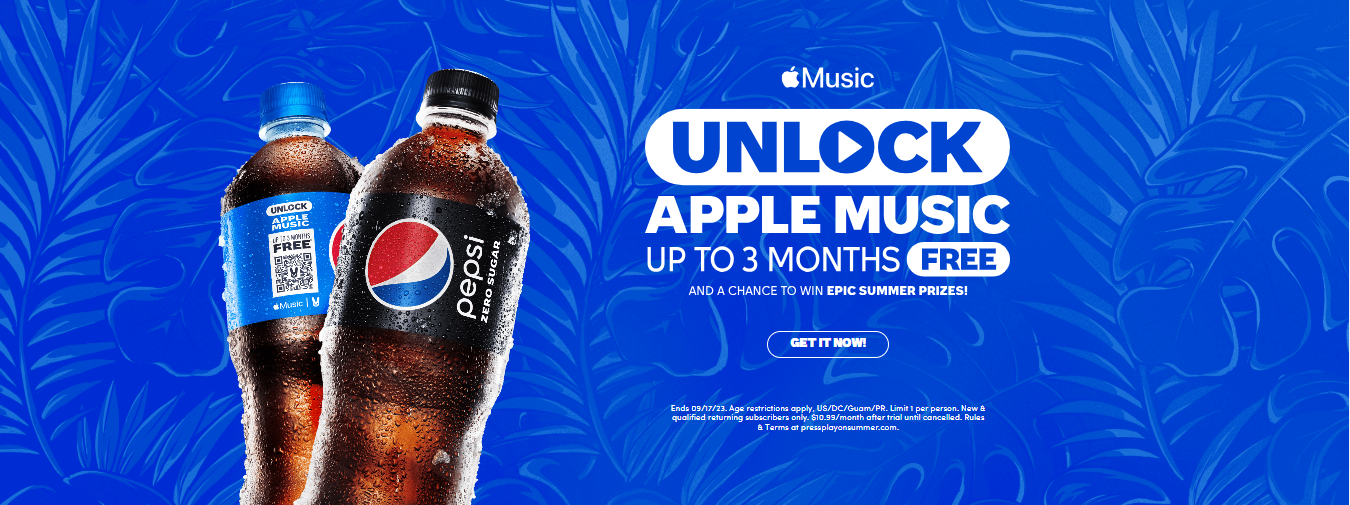 UNLOCK
APPLE
MUSIC
UP TO 3 MONTHS
FREE
Music
pepsi
ZERO SUGAR
Music
UNLOCK
APPLE MUSIC
UP TO 3 MONTHS FREE
AND A CHANCE TO WIN EPIC SUMMER PRIZES!
GET IT NOW!
Ends 09/17/23. Age restrictions apply, US/DC/Guam/PR. Limit 1 per person. New &
qualified returning subscribers only. $10.99/month after trial until cancelled. Rules
& Terms at pressplayonsummer.com.